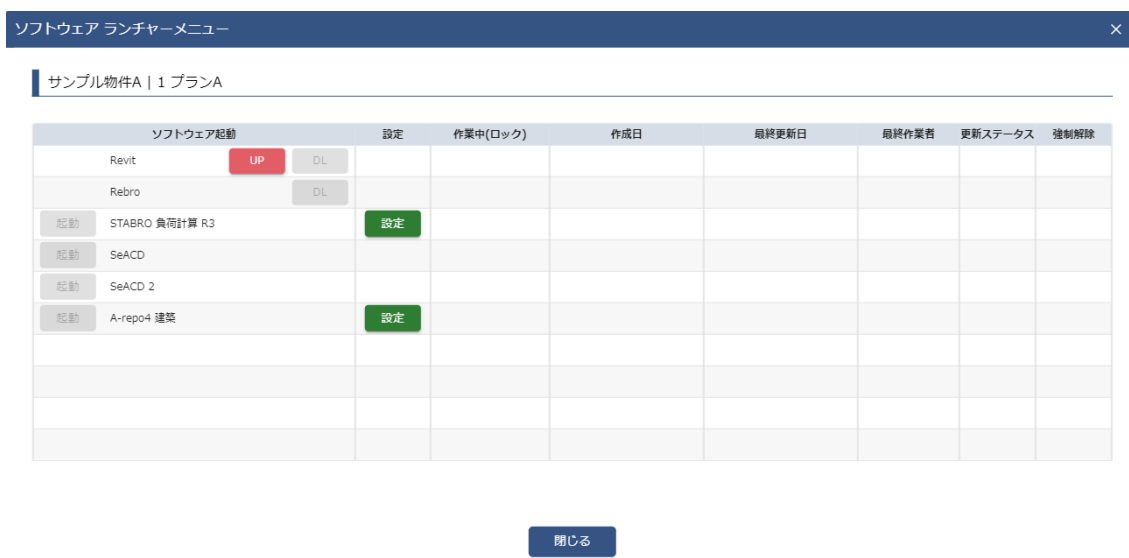 ソフトウェア ランチャーメニュー ×
サンプル物件A | 1 プランA
ソフトウェア起動 設定 作業中(ロック) 作成日 最終更新日 最終作業者 更新ステータス 強制解除
Revit UP DL
Rebro DL
起動 STABRO 負荷計算 R3 設定
起動 SeACD
起動 SeACD 2
起動 A-repo4 建築 設定
閉じる